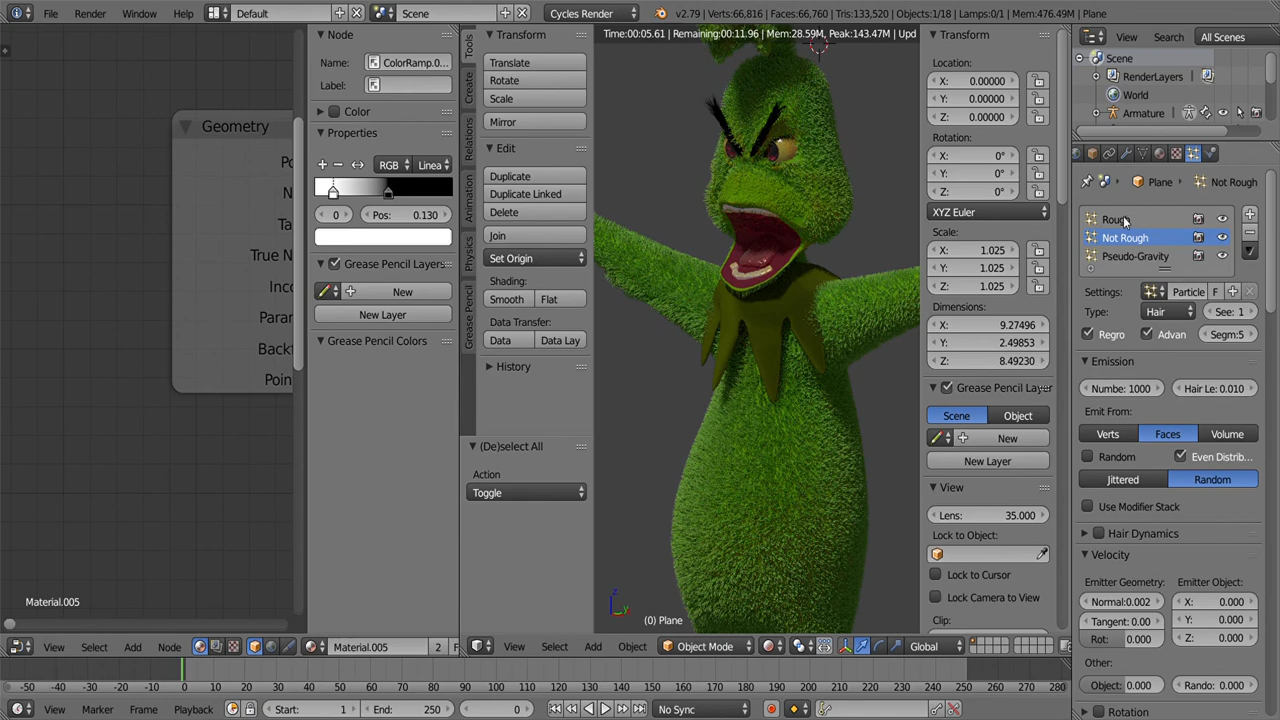 File Render Window Help Default Scene Cycles Render v2.79 | Verts:66,816 | Faces:66,760 | Tris:133,520 | Objects:1/18 | Lamps:0/1 | Mem:476.49M | Plane
Geometry
Material.005
Node
Name: ColorRamp.0...
Label:
Color
Properties
RGB Linea
0 Pos: 0.130
Grease Pencil Layers
New
New Layer
Grease Pencil Colors
Tools
Create
Relations
Animation
Physics
Grease Pencil
Transform
Translate
Rotate
Scale
Mirror
Edit
Duplicate
Duplicate Linked
Delete
Join
Set Origin
Shading:
Smooth Flat
Data Transfer:
Data Data Lay
History
(De)select All
Action
Toggle
Time:00:05.61 | Remaining:00:11.96 | Mem:28.59M, Peak:143.47M | Upd
(0) Plane
Transform
Location:
X: 0.00000
Y: 0.00000
Z: 0.00000
Rotation:
X: 0°
Y: 0°
Z: 0°
XYZ Euler
Scale:
X: 1.025
Y: 1.025
Z: 1.025
Dimensions:
X: 9.27496
Y: 2.49853
Z: 8.49230
Grease Pencil Layer
Scene Object
New
New Layer
View
Lens: 35.000
Lock to Object:
Lock to Cursor
Lock Camera to View
Clip:
View Search All Scenes
Scene
RenderLayers
World
Armature
Plane Not Rough
Rough
Not Rough
Pseudo-Gravity
Settings: Particle F
Type: Hair See: 1
Regro Advan Segm:5
Emission
Numbe: 1000 Hair Le: 0.010
Emit From:
Verts Faces Volume
Random Even Distrib...
Jittered Random
Use Modifier Stack
Hair Dynamics
Velocity
Emitter Geometry: Emitter Object:
Normal:0.002 X: 0.000
Tangent: 0.00 Y: 0.000
Rot: 0.000 Z: 0.000
Other:
Object: 0.000 Rando: 0.000
Rotation
View Select Add Node Material.005 2 F View Select Add Object Object Mode Global
-50 -40 -30 -20 -10 0 10 20 30 40 50 60 70 80 90 100 110 120 130 140 150 160 170 180 190 200 210 220 230 240 250 260 270 280
View Marker Frame Playback Start: 1 End: 250 0 No Sync